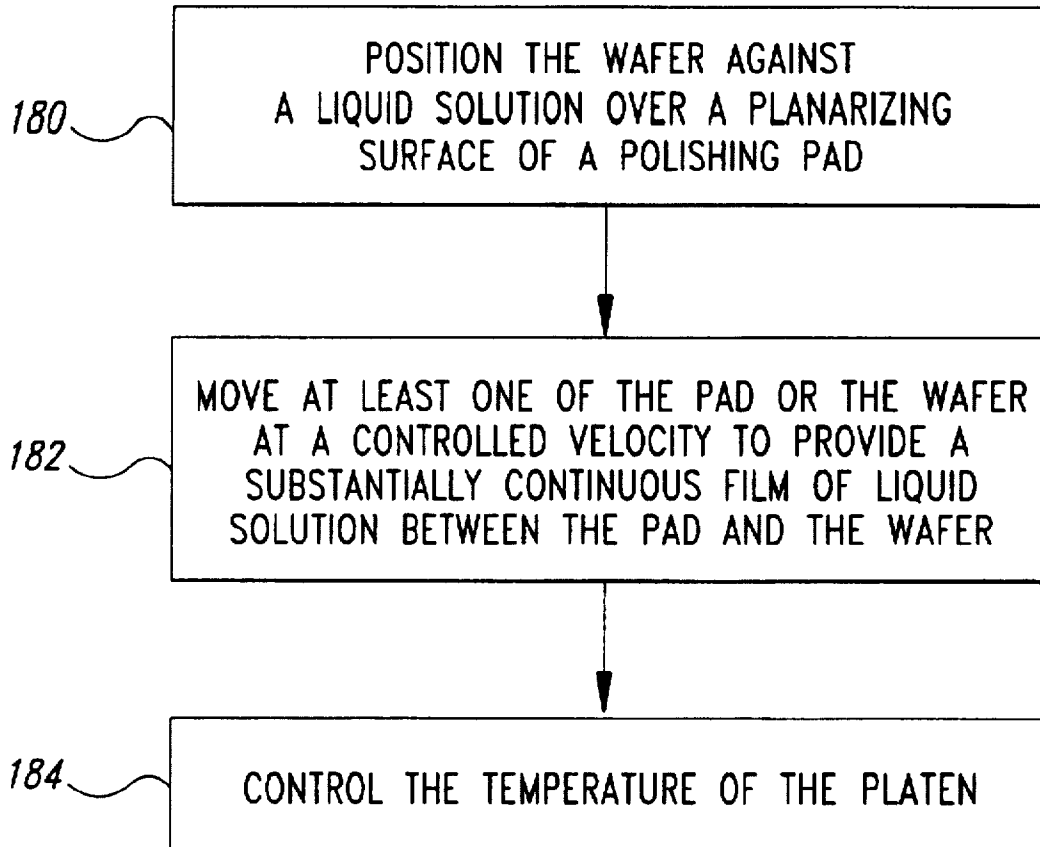 180
POSITION THE WAFER AGAINST
A LIQUID SOLUTION OVER A PLANARIZING
SURFACE OF A POLISHING PAD
182
MOVE AT LEAST ONE OF THE PAD OR THE WAFER
AT A CONTROLLED VELOCITY TO PROVIDE A
SUBSTANTIALLY CONTINUOUS FILM OF LIQUID
SOLUTION BETWEEN THE PAD AND THE WAFER
184
CONTROL THE TEMPERATURE OF THE PLATEN